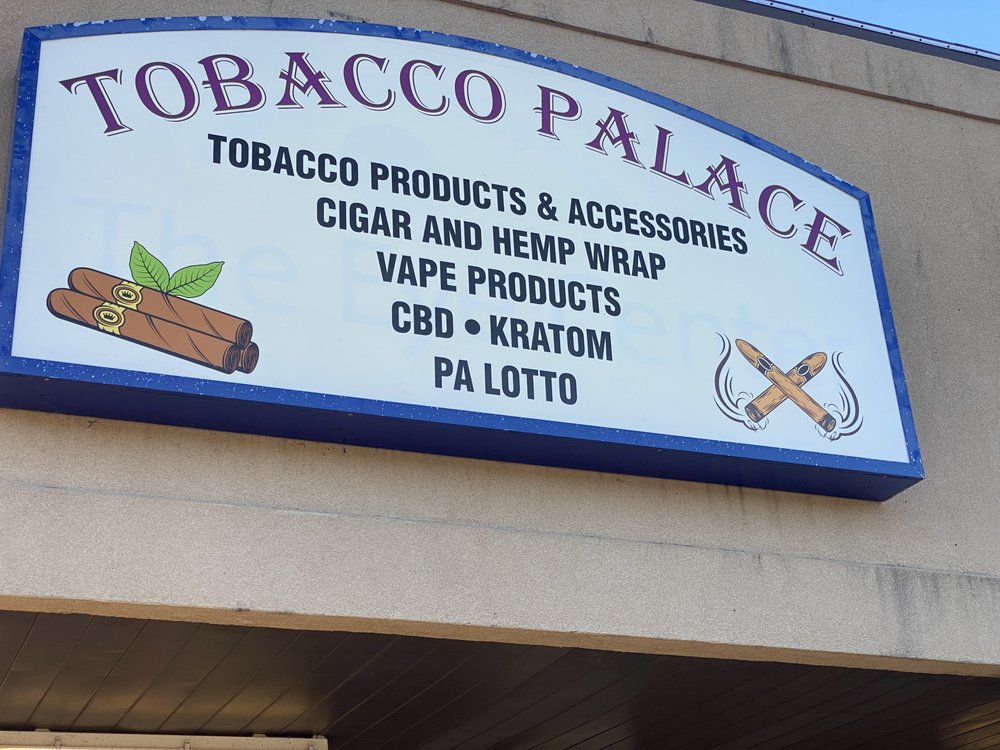 TOBACCO PALACE
TOBACCO PRODUCTS & ACCESSORIES
CIGAR AND HEMP WRAP
VAPE PRODUCTS
CBD • KRATOM
PA LOTTO